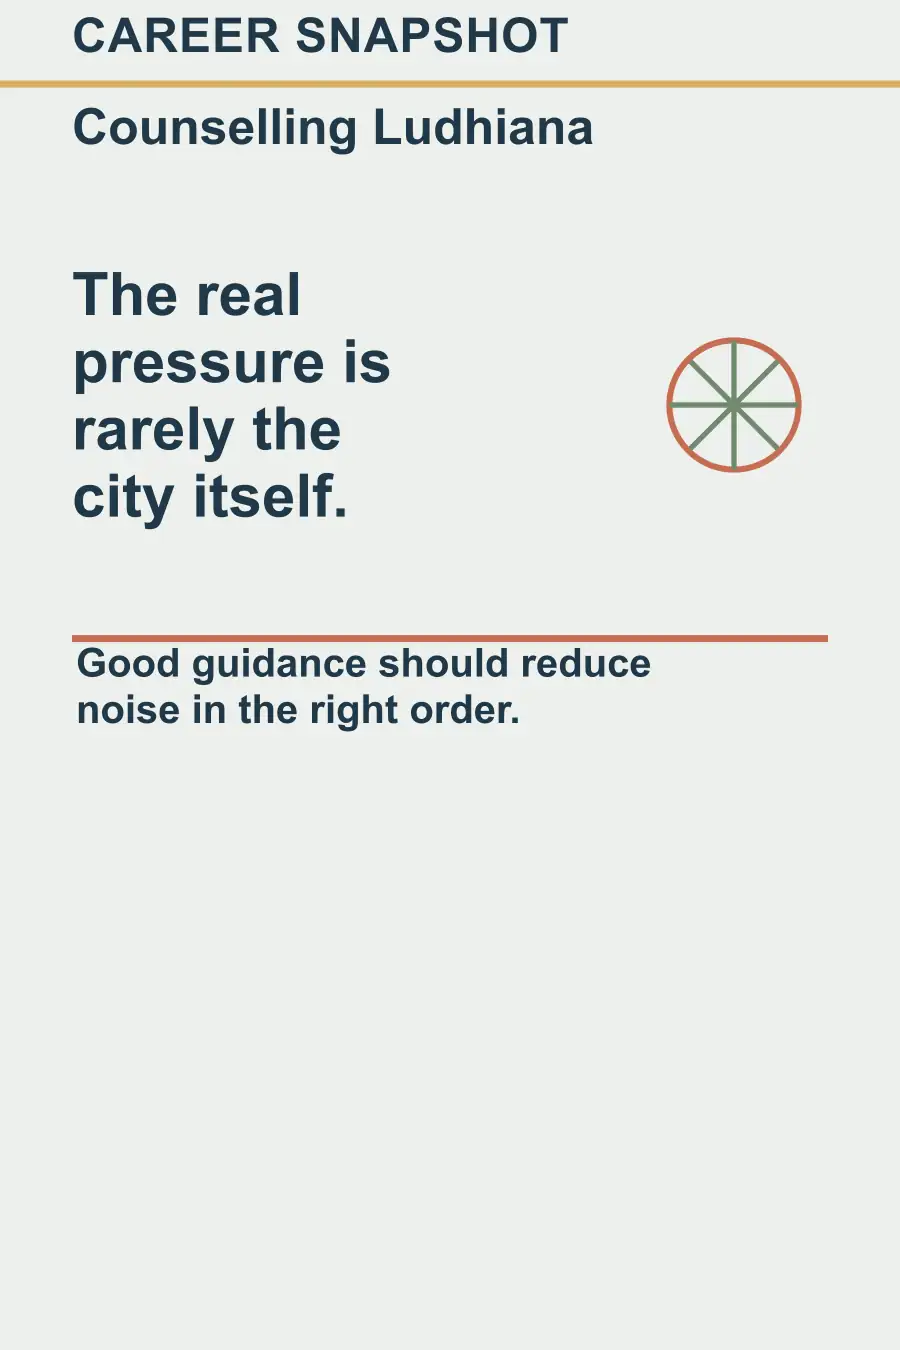 CAREER SNAPSHOT
Counselling Ludhiana
The real
pressure is
rarely the
city itself.
Good guidance should reduce
noise in the right order.